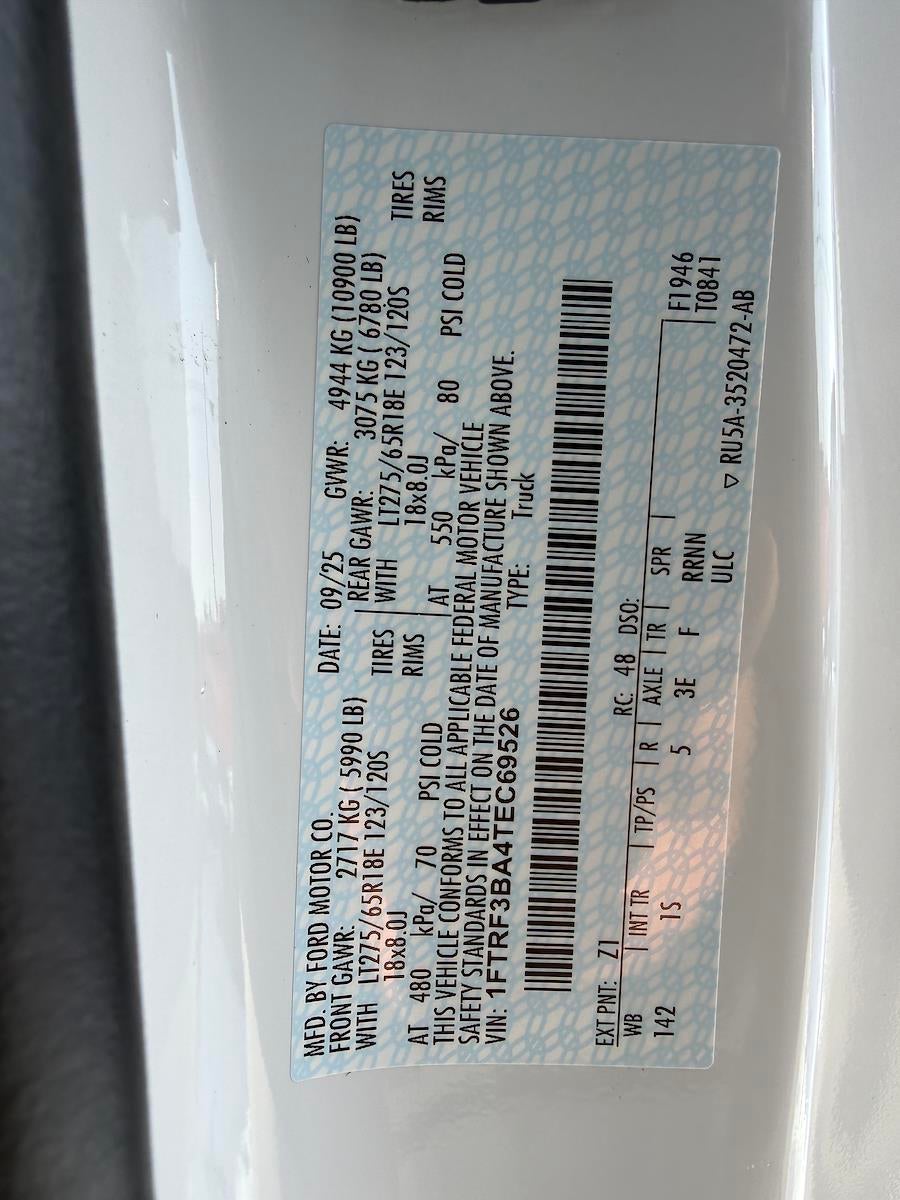 MFD. BY FORD MOTOR CO.
DATE: 09/25 GVWR: 4944 KG (10900 LB)
FRONT GAWR: 2717 KG ( 5990 LB) REAR GAWR: 3075 KG ( 6780 LB)
WITH LT275/65R18E 123/120S TIRES WITH LT275/65R18E 123/120S TIRES
18x8.0J RIMS 18x8.0J RIMS
AT 480 kPa/ 70 PSI COLD AT 550 kPa/ 80 PSI COLD
THIS VEHICLE CONFORMS TO ALL APPLICABLE FEDERAL MOTOR VEHICLE
SAFETY STANDARDS IN EFFECT ON THE DATE OF MANUFACTURE SHOWN ABOVE.
VIN: 1FTRF3BA4TEC69526 TYPE: Truck
EXT PNT: Z1 RC: 48 DSO:
WB INT TR TP/PS R AXLE TR SPR F1946
142 1S 5 3E F RRNN T0841
ULC
▽ RU5A-3520472-AB